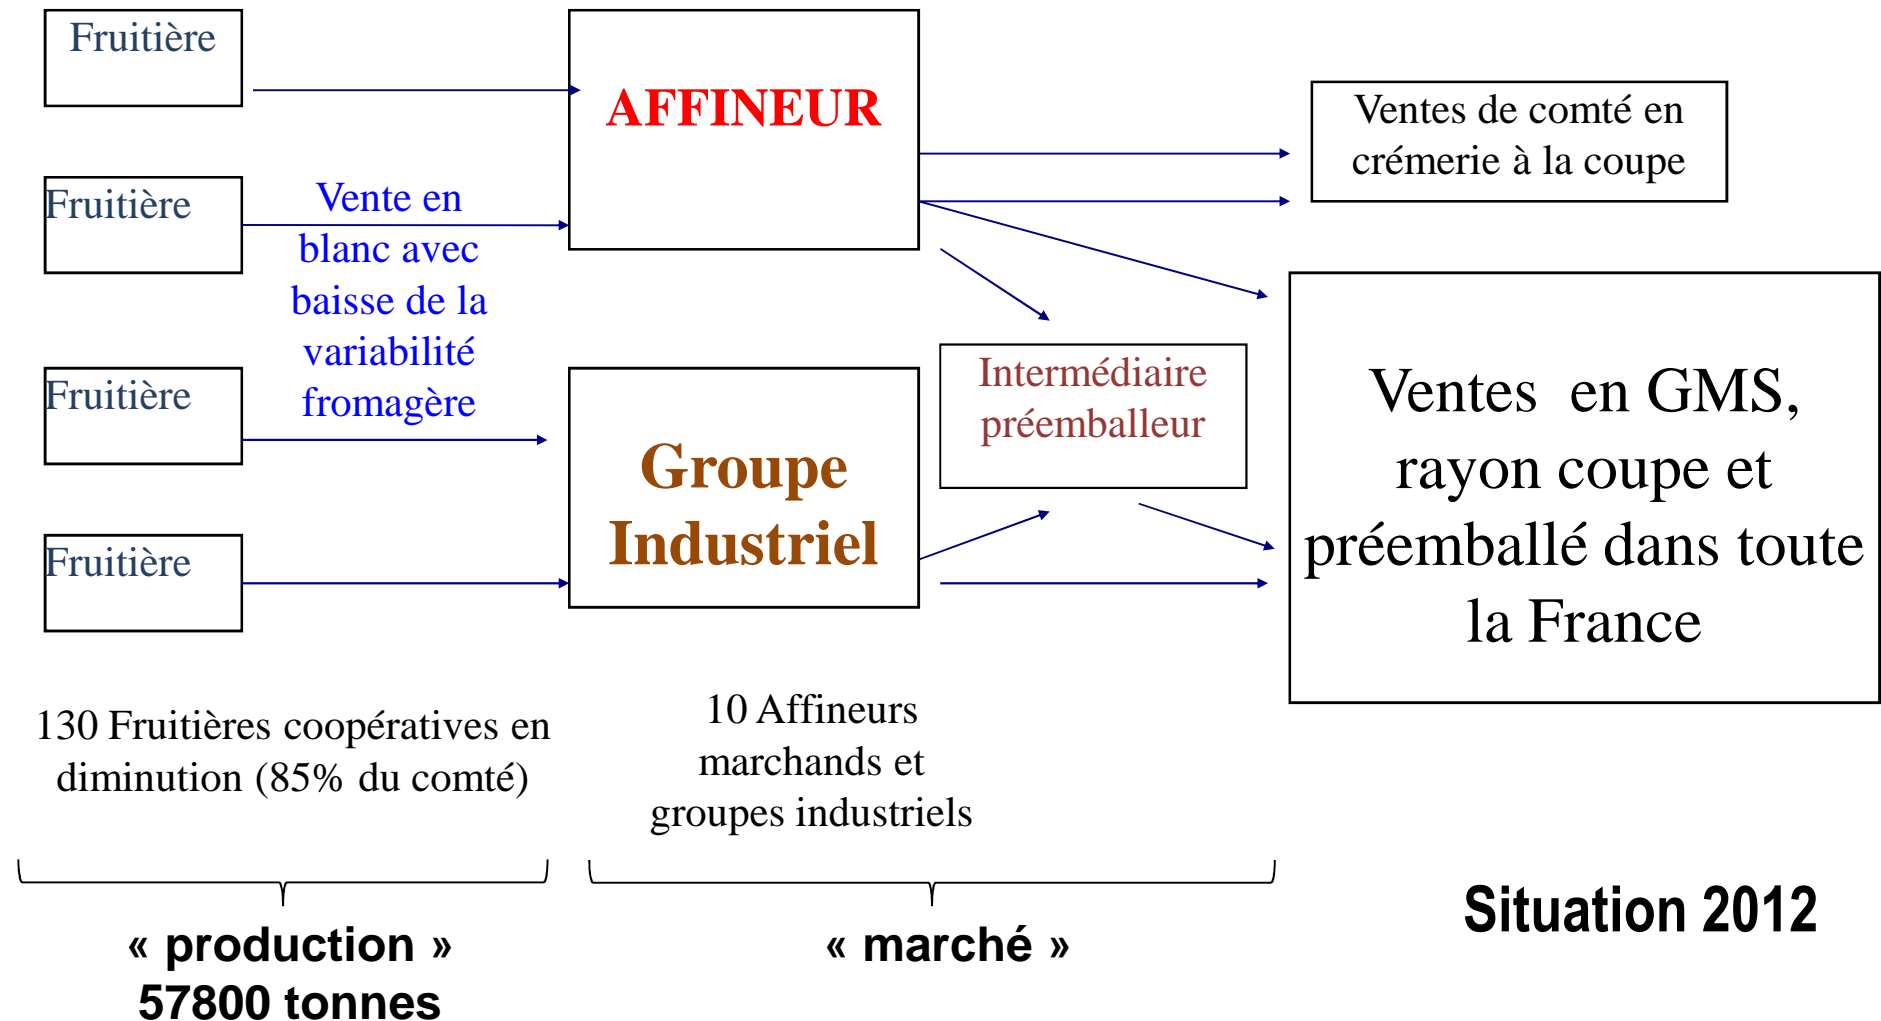 Fruitière
AFFINEUR
Ventes de comté en
crémerie à la coupe
Fruitière
Vente en
blanc avec
baisse de la
variabilité
fromagère
Fruitière
Groupe
Industriel
Intermédiaire
préemballeur
Ventes en GMS,
rayon coupe et
préemballé dans toute
la France
Fruitière
130 Fruitières coopératives en
diminution (85% du comté)
10 Affineurs
marchands et
groupes industriels
« production »
57800 tonnes
« marché »
Situation 2012